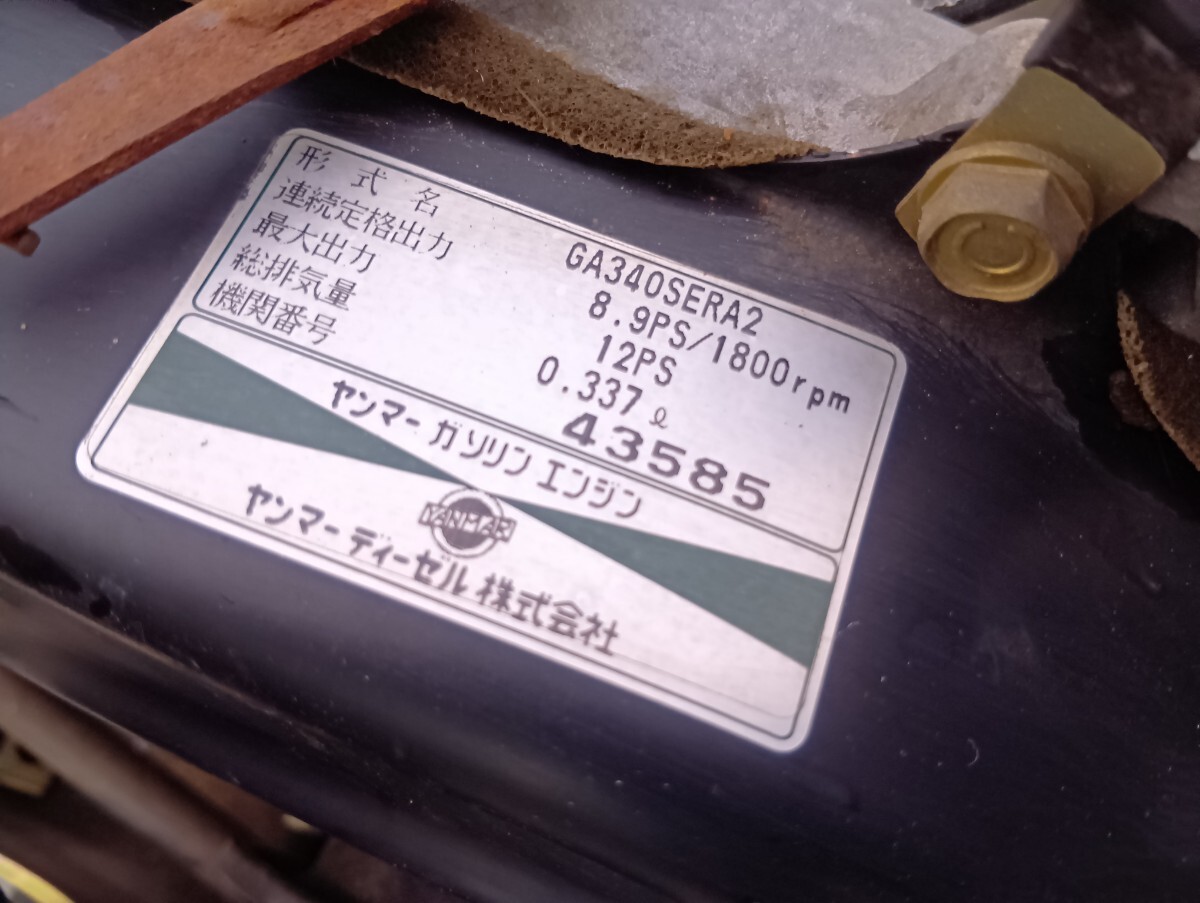 形式名 GA340SERA2
連続定格出力 8.9PS/1800rpm
最大出力 12PS
総排気量 0.337ℓ
機関番号 43585
ヤンマーガソリンエンジン
YANMAR
ヤンマーディーゼル株式会社